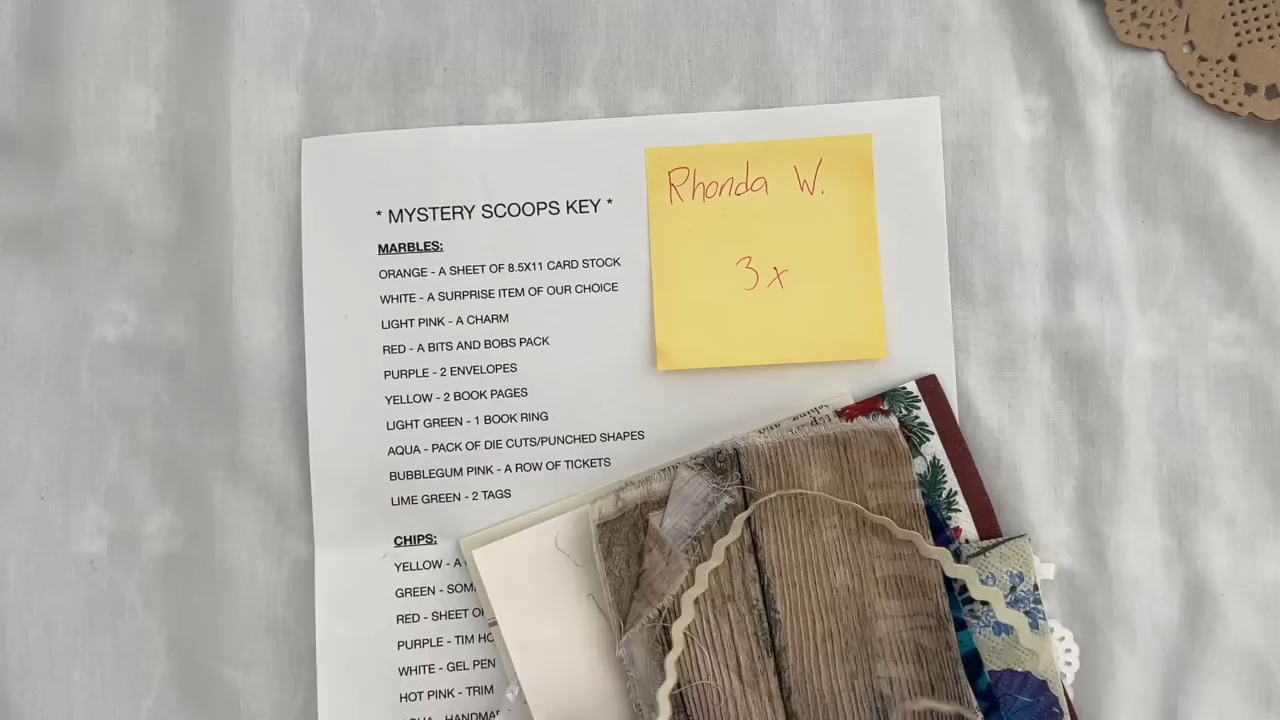 * MYSTERY SCOOPS KEY *
MARBLES:
ORANGE - A SHEET OF 8.5X11 CARD STOCK
WHITE - A SURPRISE ITEM OF OUR CHOICE
LIGHT PINK - A CHARM
RED - A BITS AND BOBS PACK
PURPLE - 2 ENVELOPES
YELLOW - 2 BOOK PAGES
LIGHT GREEN - 1 BOOK RING
AQUA - PACK OF DIE CUTS/PUNCHED SHAPES
BUBBLEGUM PINK - A ROW OF TICKETS
LIME GREEN - 2 TAGS
CHIPS:
YELLOW - A
GREEN -
RED - SHEET
PURPLE - TIM
WHITE - GEL PEN
HOT PINK - TRIM
Rhonda W.
3x